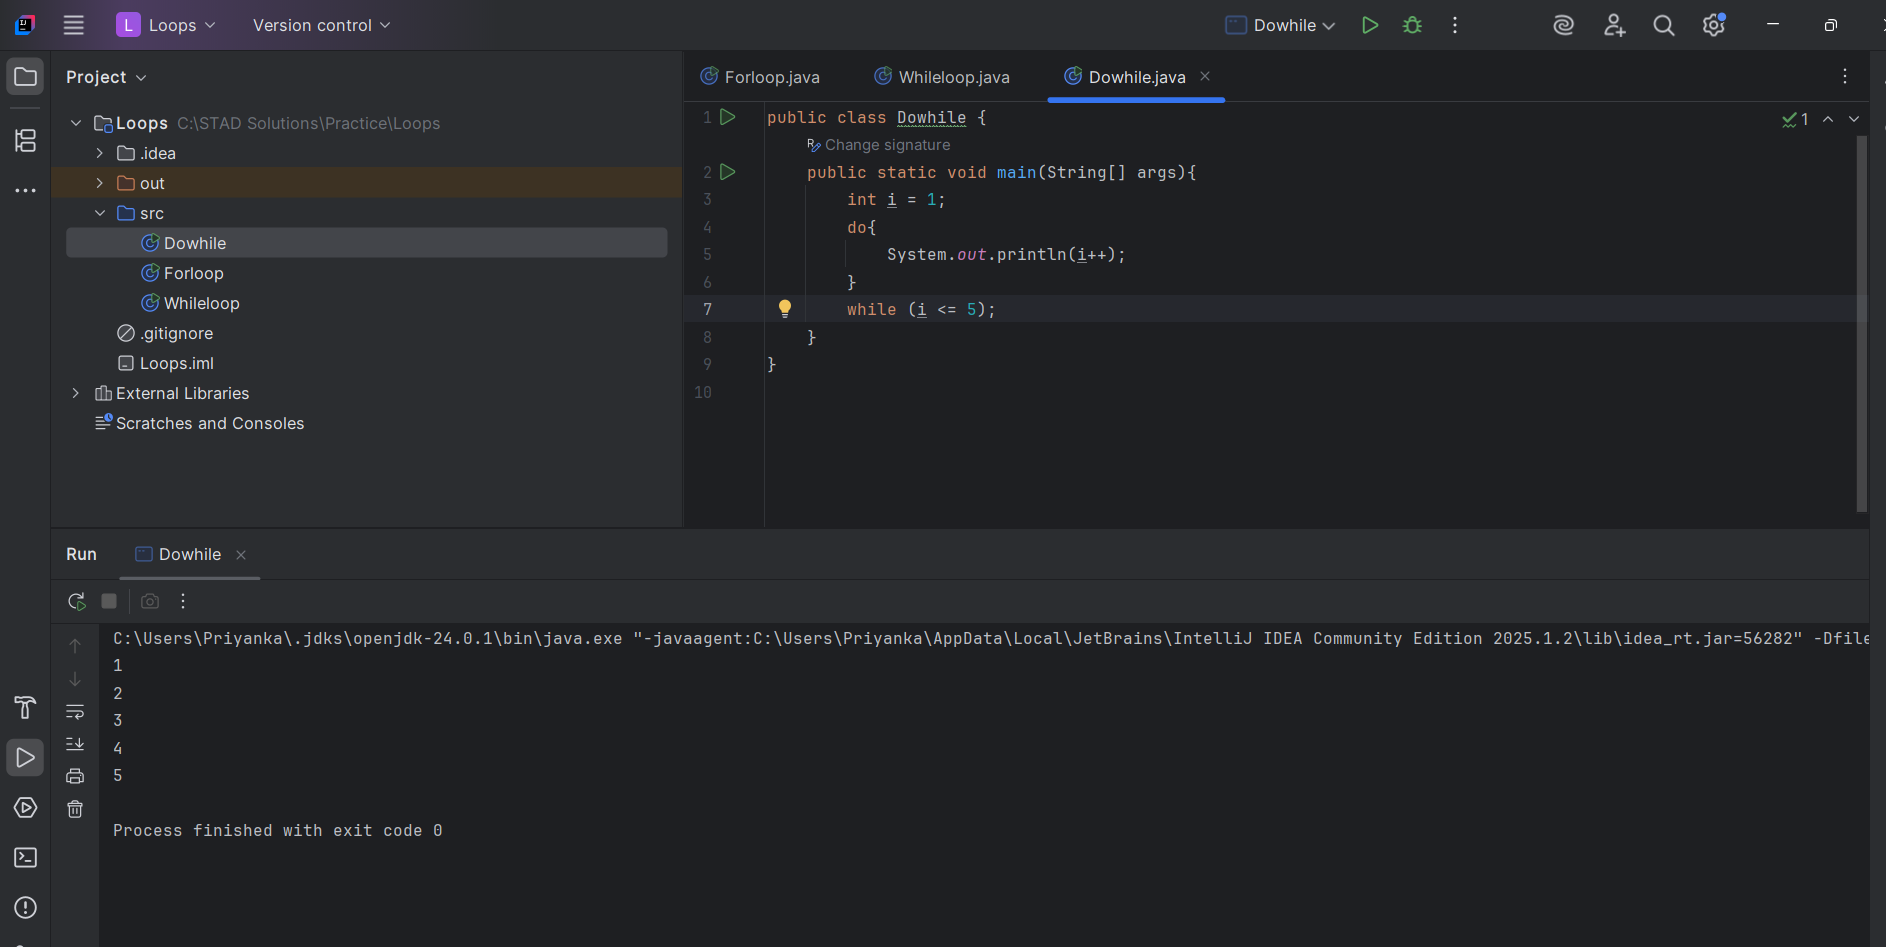 L Loops Version control Dowhile
Project
Loops C:\STAD Solutions\Practice\Loops
.idea
out
src
Dowhile
Forloop
Whileloop
.gitignore
Loops.iml
External Libraries
Scratches and Consoles
Forloop.java Whileloop.java Dowhile.java
1 public class Dowhile {
Change signature
2 public static void main(String[] args){
3 int i = 1;
4 do{
5 System.out.println(i++);
6 }
7 while (i <= 5);
8 }
9 }
10
1
Run Dowhile
C:\Users\Priyanka\.jdks\openjdk-24.0.1\bin\java.exe "-javaagent:C:\Users\Priyanka\AppData\Local\JetBrains\IntelliJ IDEA Community Edition 2025.1.2\lib\idea_rt.jar=56282" -Dfile
1
2
3
4
5
Process finished with exit code 0